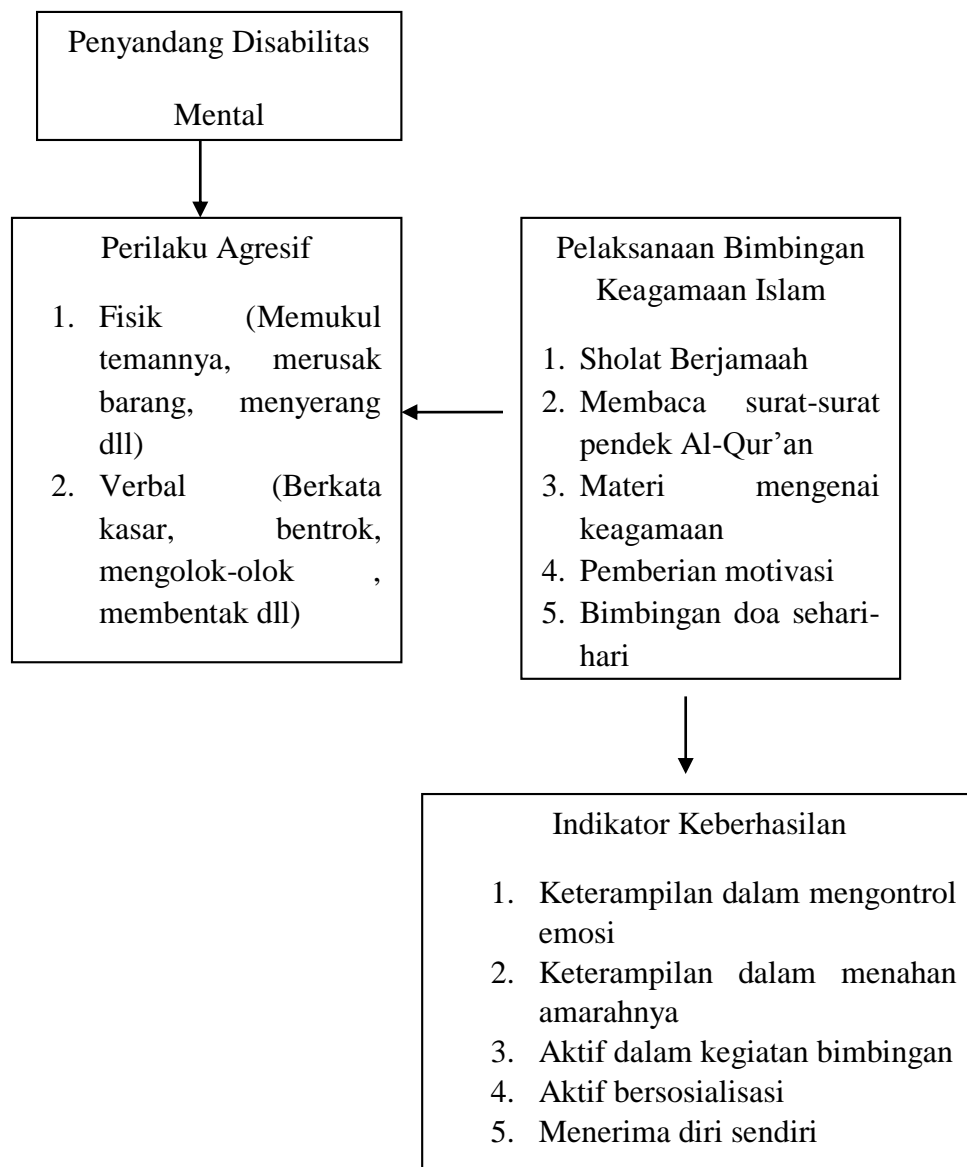 Penyandang Disabilitas
Mental
Perilaku Agresif
1. Fisik (Memukul
temannya, merusak
barang, menyerang
dll)
2. Verbal (Berkata
kasar, bentrok,
mengolok-olok ,
membentak dll)
Pelaksanaan Bimbingan
Keagamaan Islam
1. Sholat Berjamaah
2. Membaca surat-surat
pendek Al-Qur’an
3. Materi mengenai
keagamaan
4. Pemberian motivasi
5. Bimbingan doa sehari-
hari
Indikator Keberhasilan
1. Keterampilan dalam mengontrol
emosi
2. Keterampilan dalam menahan
amarahnya
3. Aktif dalam kegiatan bimbingan
4. Aktif bersosialisasi
5. Menerima diri sendiri